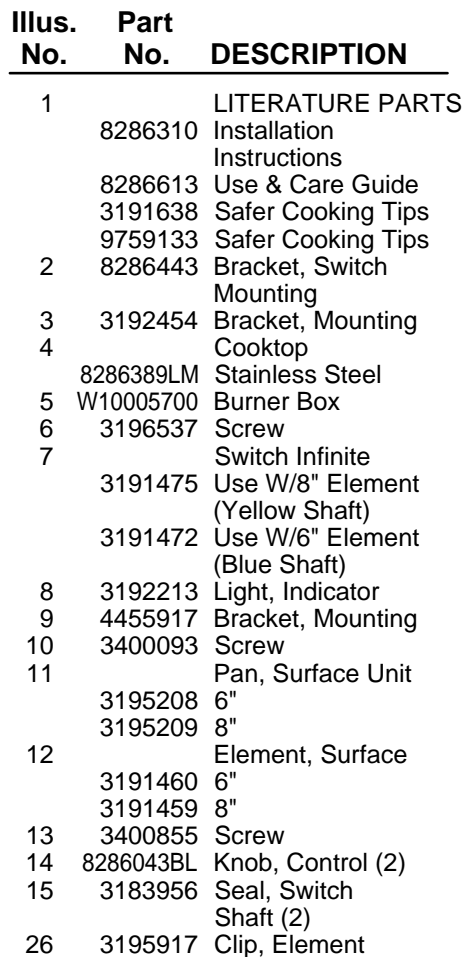 Illus. Part
No. No. DESCRIPTION
1 LITERATURE PARTS
8286310 Installation
Instructions
8286613 Use & Care Guide
3191638 Safer Cooking Tips
9759133 Safer Cooking Tips
2 8286443 Bracket, Switch
Mounting
3 3192454 Bracket, Mounting
4 Cooktop
8286389LM Stainless Steel
5 W10005700 Burner Box
6 3196537 Screw
7 Switch Infinite
3191475 Use W/8" Element
(Yellow Shaft)
3191472 Use W/6" Element
(Blue Shaft)
8 3192213 Light, Indicator
9 4455917 Bracket, Mounting
10 3400093 Screw
11 Pan, Surface Unit
3195208 6"
3195209 8"
12 Element, Surface
3191460 6"
3191459 8"
13 3400855 Screw
14 8286043BL Knob, Control (2)
15 3183956 Seal, Switch
Shaft (2)
26 3195917 Clip, Element